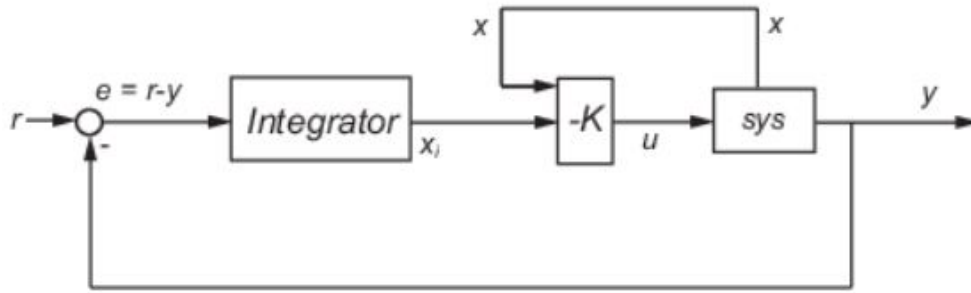 x x
e = r-y y
r Integrator -K sys
- xi u